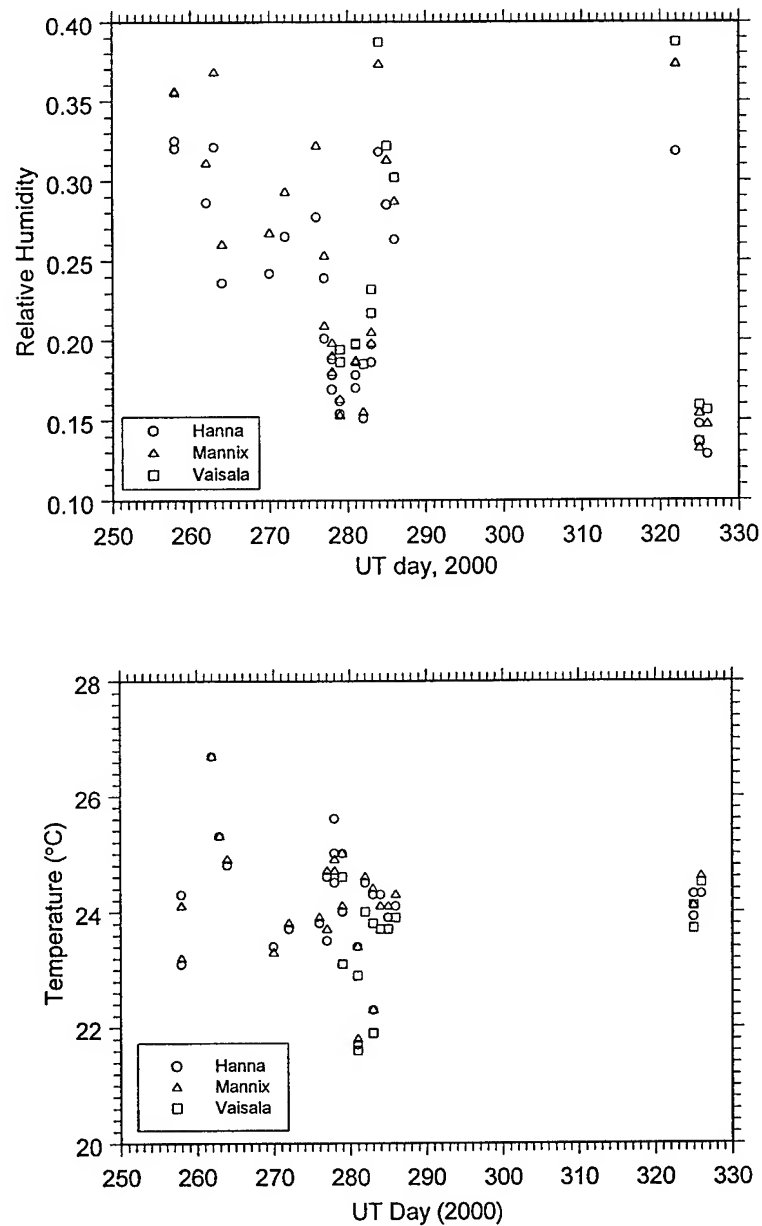 0.40
0.35
0.30
0.25
0.20
0.15
0.10
Relative Humidity
Hanna
Mannix
Vaisala
250 260 270 280 290 300 310 320 330
UT day, 2000
28
26
24
22
20
Temperature (°C)
Hanna
Mannix
Vaisala
250 260 270 280 290 300 310 320 330
UT Day (2000)